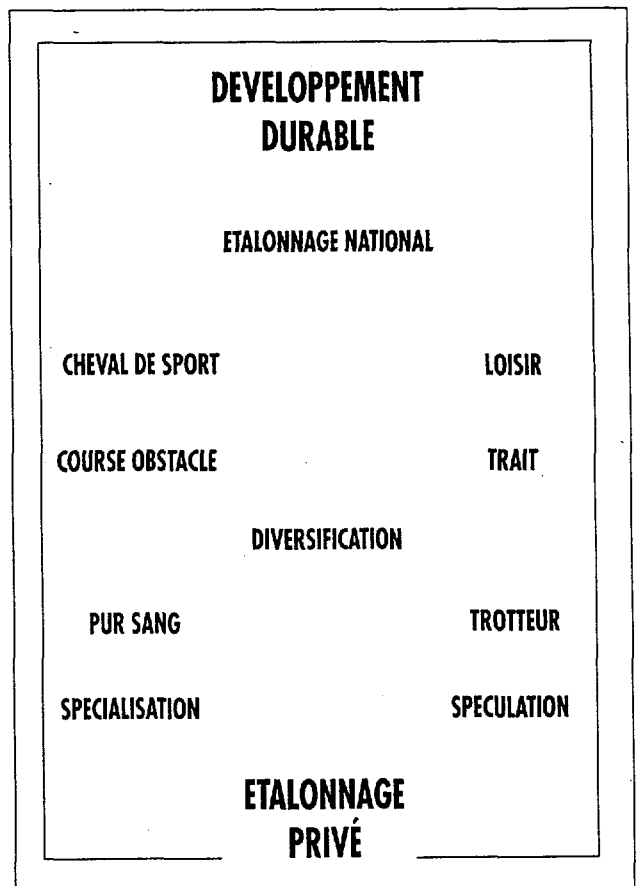 DEVELOPPEMENT
DURABLE
ETALONNAGE NATIONAL
CHEVAL DE SPORT
LOISIR
COURSE OBSTACLE
TRAIT
DIVERSIFICATION
PUR SANG
TROTTEUR
SPECIALISATION
SPECULATION
ETALONNAGE
PRIVÉ